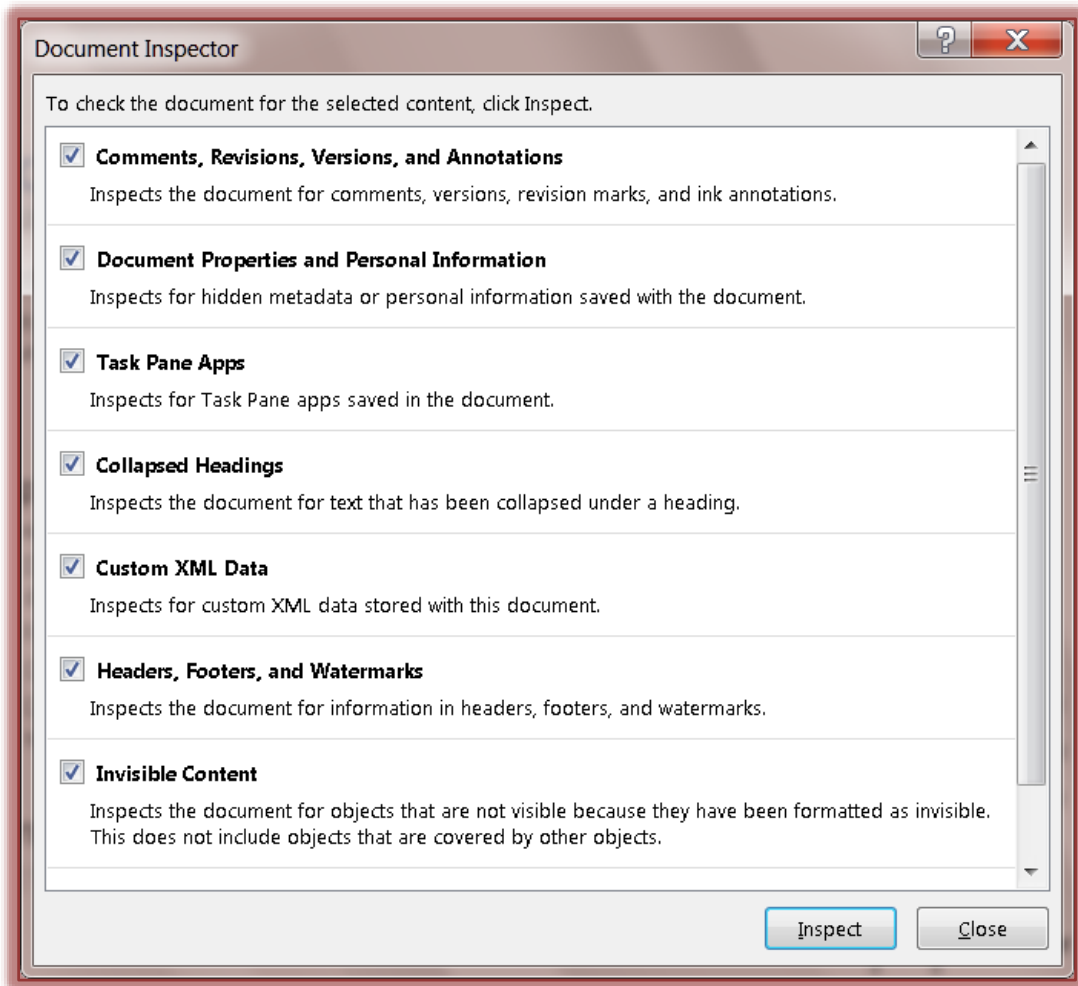 Document Inspector
To check the document for the selected content, click Inspect.
Comments, Revisions, Versions, and Annotations
Inspects the document for comments, versions, revision marks, and ink annotations.
Document Properties and Personal Information
Inspects for hidden metadata or personal information saved with the document.
Task Pane Apps
Inspects for Task Pane apps saved in the document.
Collapsed Headings
Inspects the document for text that has been collapsed under a heading.
Custom XML Data
Inspects for custom XML data stored with this document.
Headers, Footers, and Watermarks
Inspects the document for information in headers, footers, and watermarks.
Invisible Content
Inspects the document for objects that are not visible because they have been formatted as invisible.
This does not include objects that are covered by other objects.
Inspect Close